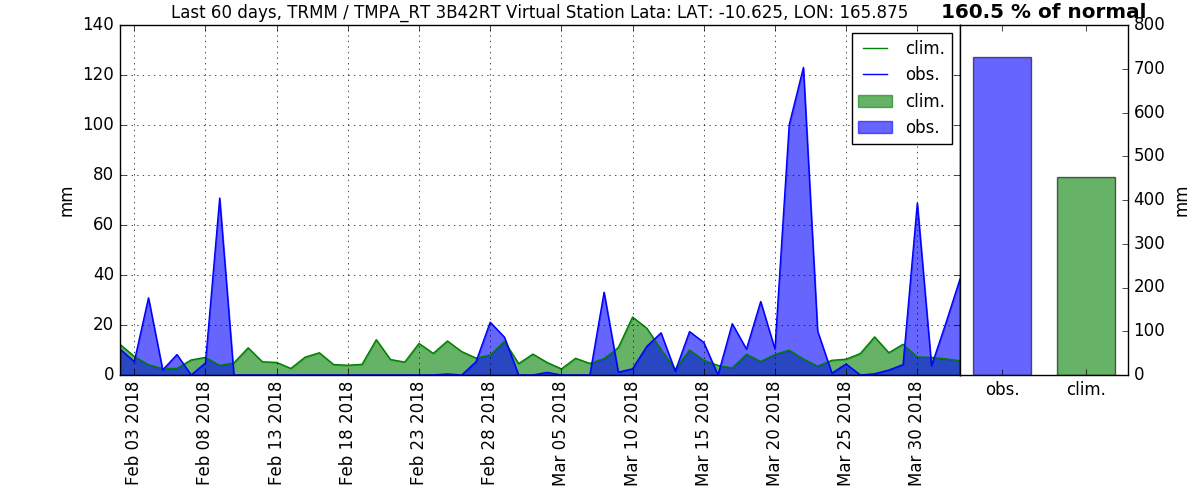 Last 60 days, TRMM / TMPA_RT 3B42RT Virtual Station Lata: LAT: -10.625, LON: 165.875
160.5 % of normal
140
120
100
80
60
40
20
0
mm
clim.
obs.
clim.
obs.
800
700
600
500
400
300
200
100
0
mm
Feb 03 2018
Feb 08 2018
Feb 13 2018
Feb 18 2018
Feb 23 2018
Feb 28 2018
Mar 05 2018
Mar 10 2018
Mar 15 2018
Mar 20 2018
Mar 25 2018
Mar 30 2018
obs.
clim.